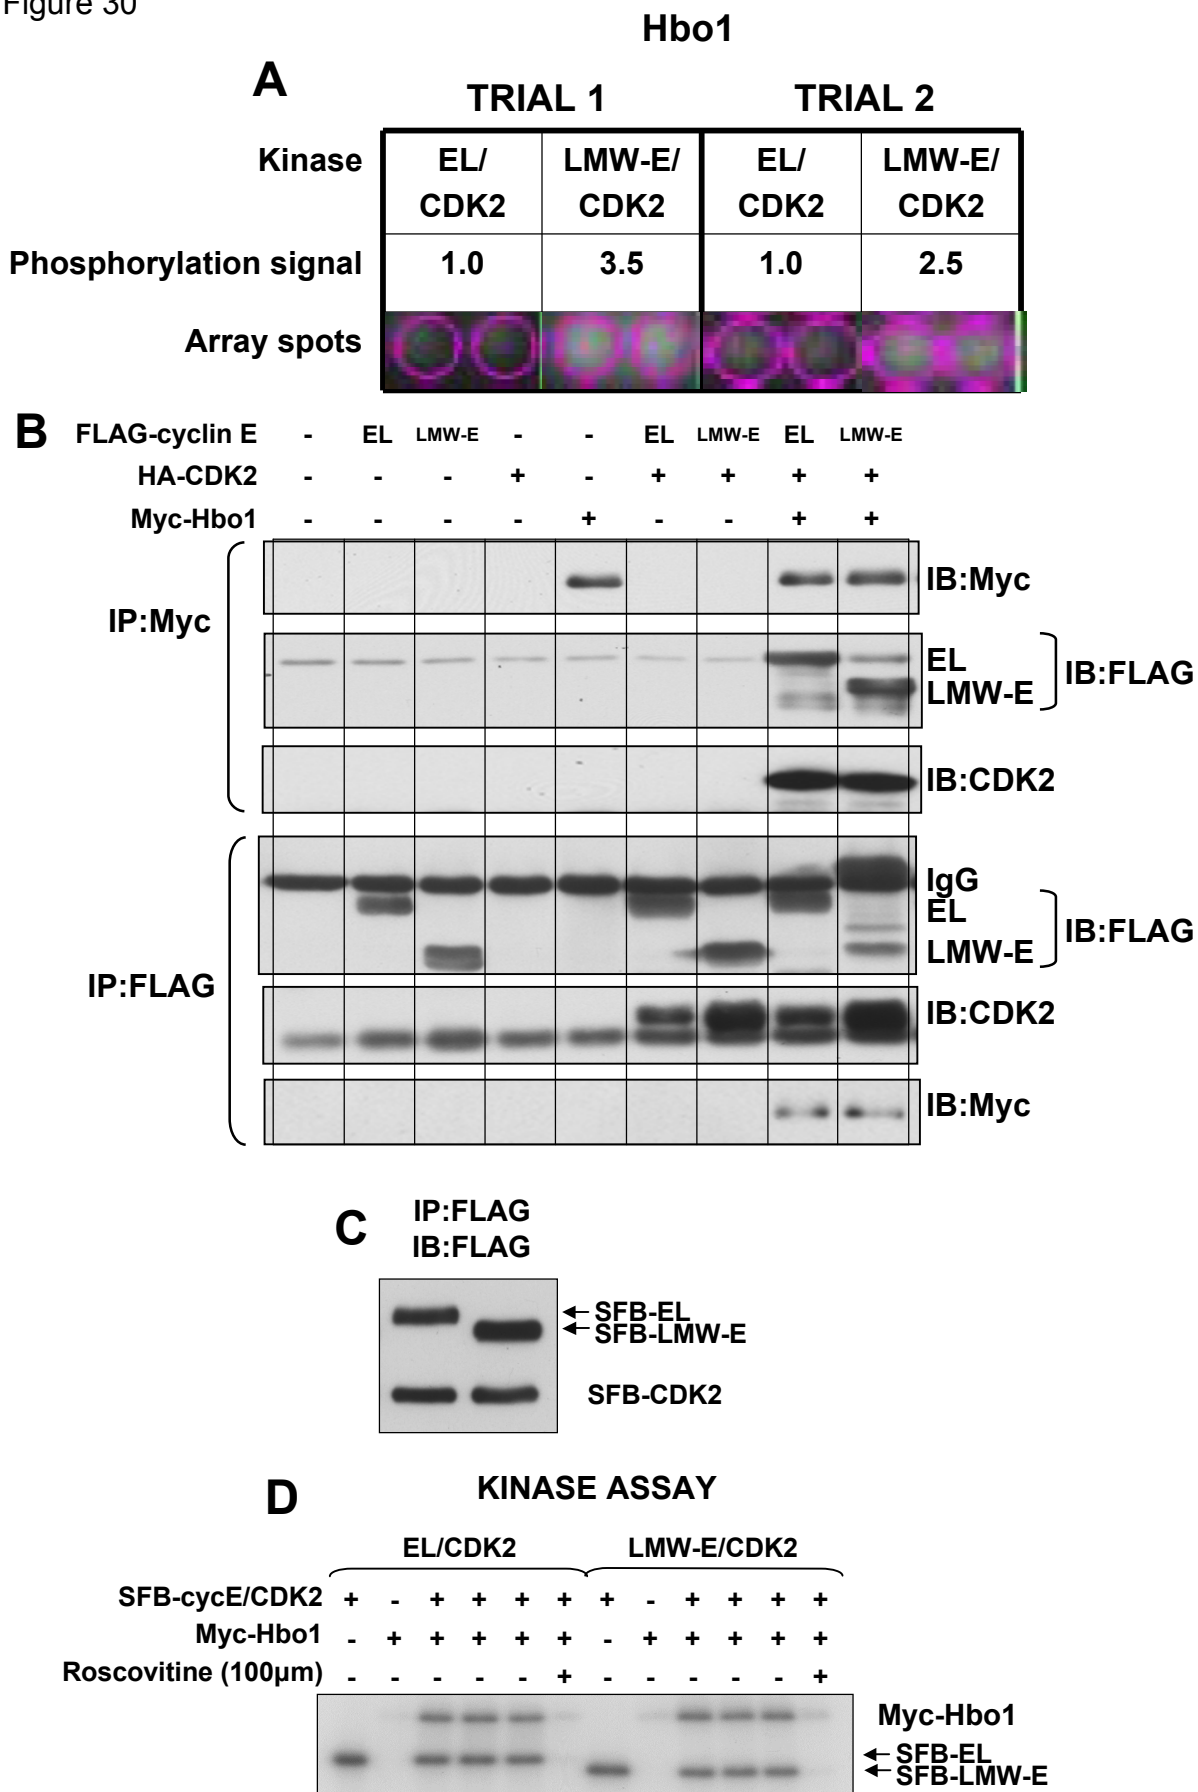 Figure 30
Hbo1
A
TRIAL 1 TRIAL 2
Kinase EL/ CDK2 LMW-E/ CDK2 EL/ CDK2 LMW-E/ CDK2
Phosphorylation signal 1.0 3.5 1.0 2.5
Array spots
B
FLAG-cyclin E - EL LMW-E - - EL LMW-E EL LMW-E
HA-CDK2 - - - + - + + + +
Myc-Hbo1 - - - - + - - + +
IP:Myc
IB:Myc
EL
LMW-E
IB:FLAG
IB:CDK2
IP:FLAG
IgG
EL
LMW-E
IB:FLAG
IB:CDK2
IB:Myc
C
IP:FLAG
IB:FLAG
SFB-EL
SFB-LMW-E
SFB-CDK2
D
KINASE ASSAY
EL/CDK2 LMW-E/CDK2
SFB-cycE/CDK2 + - + + + + + - + + + +
Myc-Hbo1 - + + + + + - + + + + +
Roscovitine (100µm) - - - - - + - - - - - +
Myc-Hbo1
SFB-EL
SFB-LMW-E